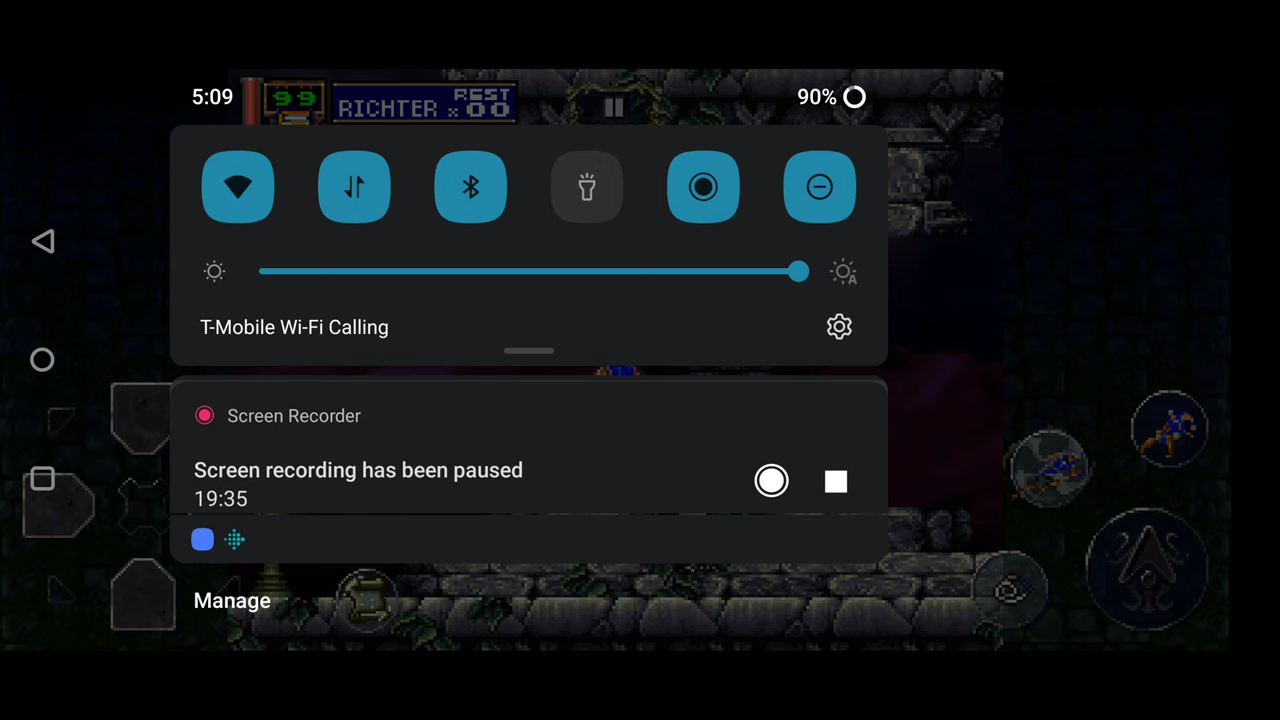 5:09
99
RICHTER x 00
REST
90%
A
T-Mobile Wi-Fi Calling
Screen Recorder
Screen recording has been paused
19:35
Manage